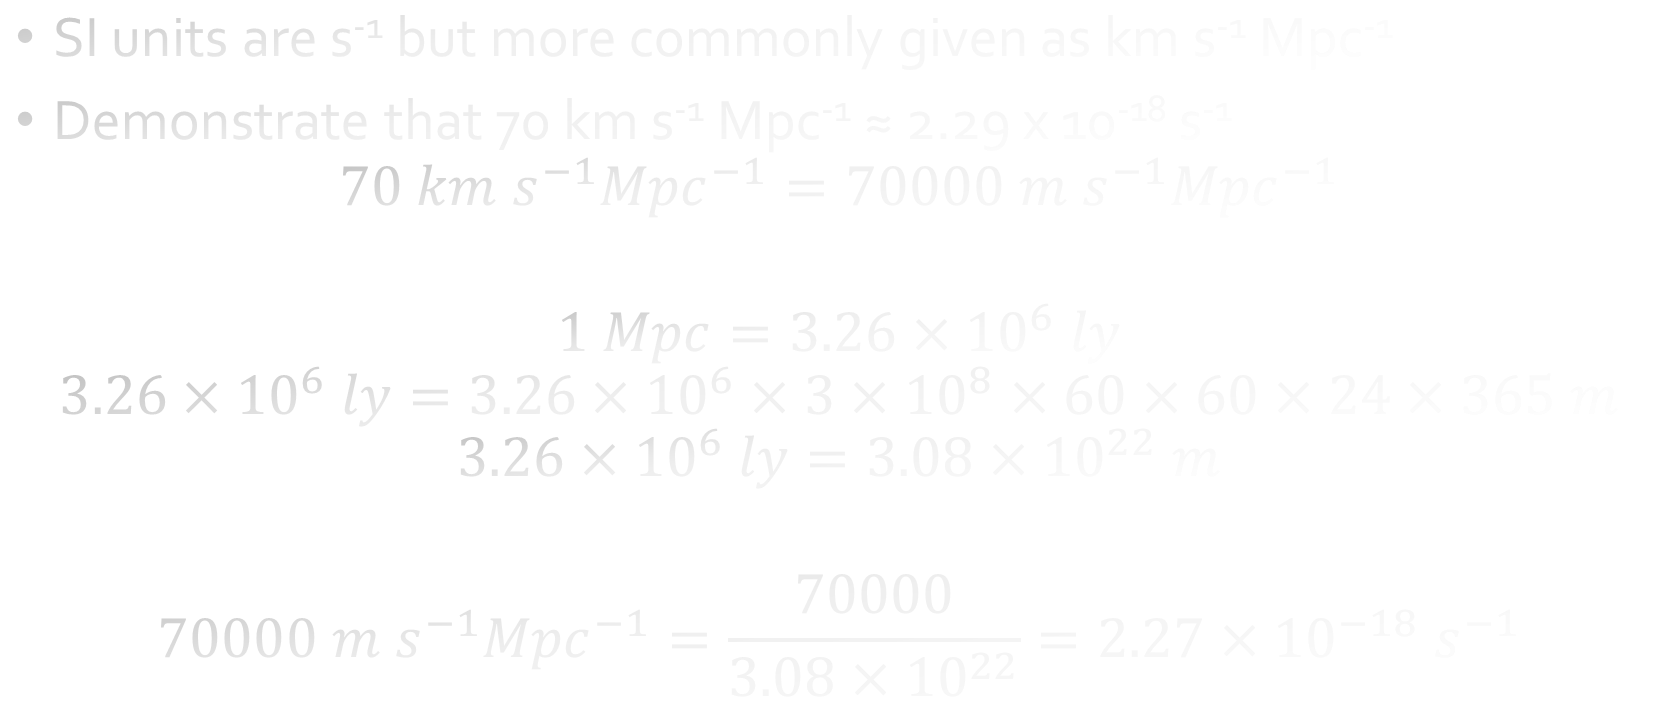 • SI units are s⁻¹ but more commonly given as km s⁻¹ Mpc⁻¹
• Demonstrate that 70 km s⁻¹ Mpc⁻¹ ≈ 2.29 x 10⁻¹⁸ s⁻¹
70 km s⁻¹Mpc⁻¹ = 70000 m s⁻¹Mpc⁻¹
1 Mpc = 3.26 × 10⁶ ly
3.26 × 10⁶ ly = 3.26 × 10⁶ × 3 × 10⁸ × 60 × 60 × 24 × 365 m
3.26 × 10⁶ ly = 3.08 × 10²² m
70000 m s⁻¹Mpc⁻¹ = 70000 / 3.08 × 10²² = 2.27 × 10⁻¹⁸ s⁻¹